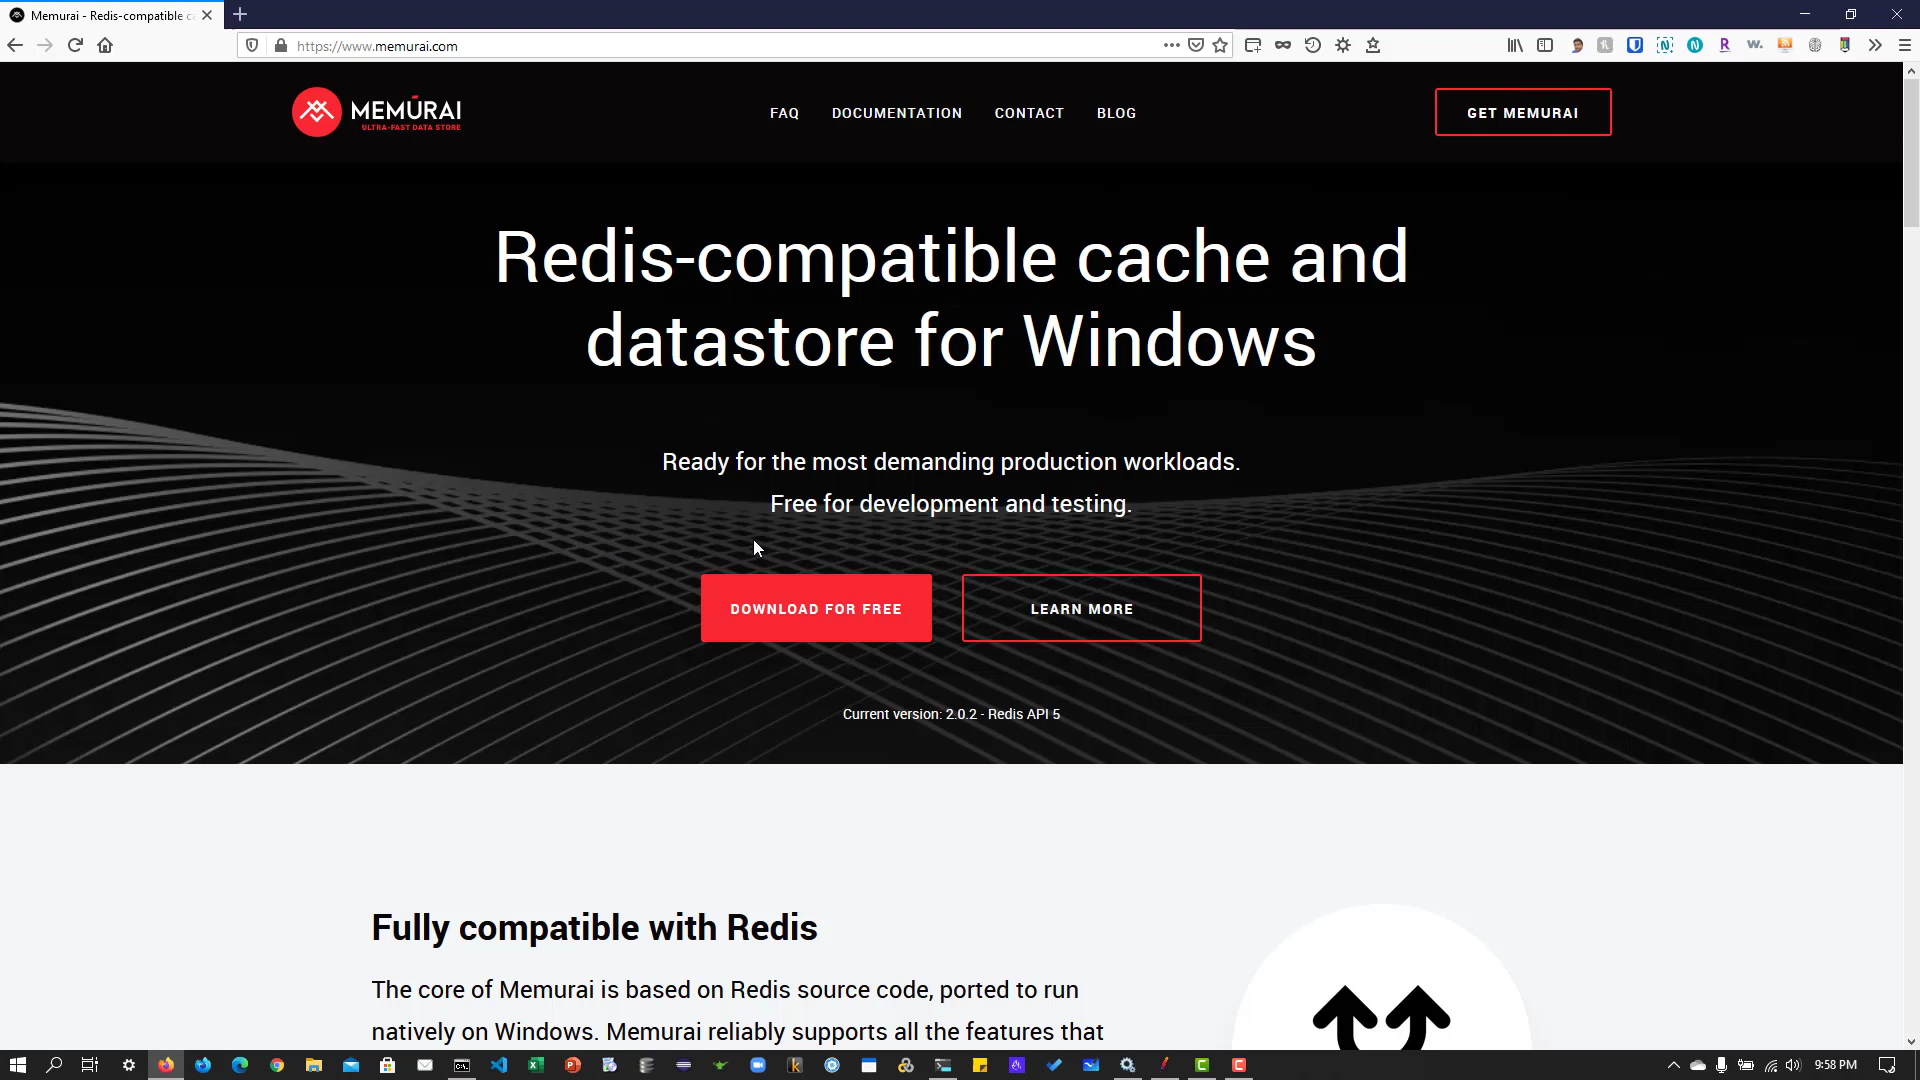 Memurai - Redis-compatible c
https://www.memurai.com
MEMURAI
ULTRA-FAST DATA STORE
FAQ
DOCUMENTATION
CONTACT
BLOG
GET MEMURAI
Redis-compatible cache and
datastore for Windows
Ready for the most demanding production workloads.
Free for development and testing.
DOWNLOAD FOR FREE
LEARN MORE
Current version: 2.0.2 - Redis API 5
Fully compatible with Redis
The core of Memurai is based on Redis source code, ported to run
natively on Windows. Memurai reliably supports all the features that
9:58 PM